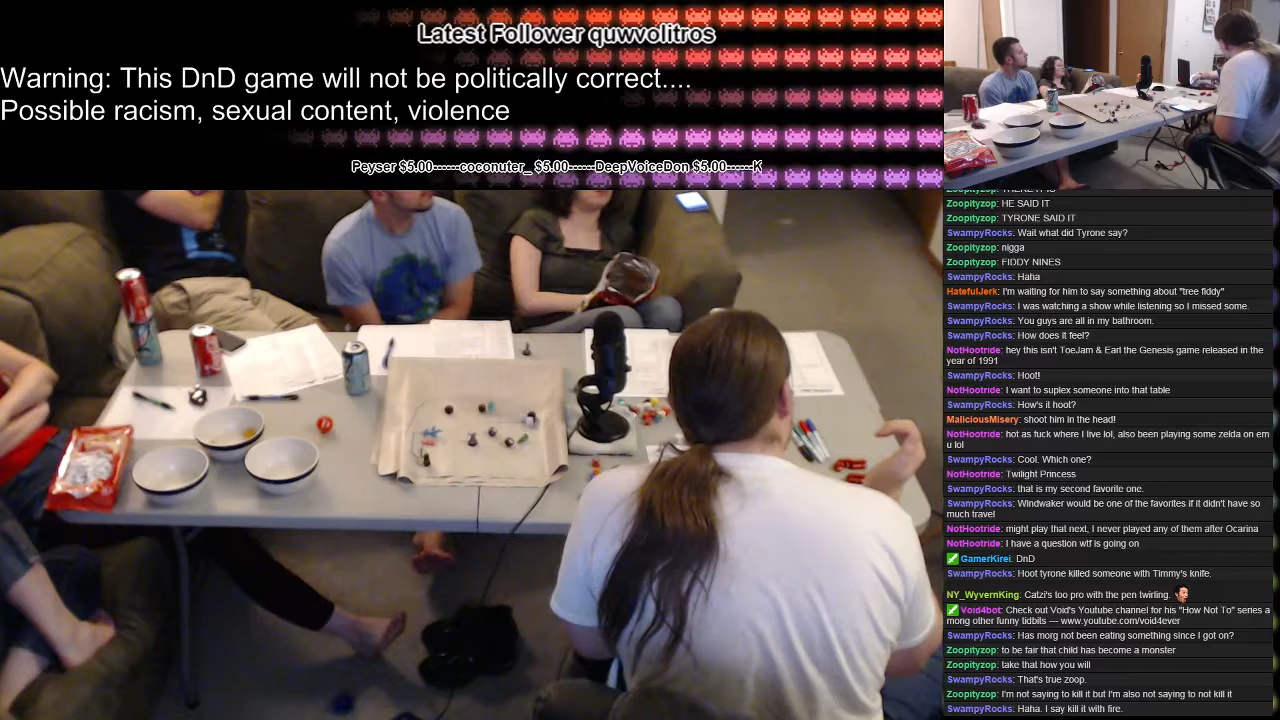 Latest Follower quwvolitros
Warning: This DnD game will not be politically correct....
Possible racism, sexual content, violence
Peyser $5.00------coconuter_ $5.00------DeepVoiceDon $5.00------K
Zoopityzop: THERE IT IS
Zoopityzop: HE SAID IT
Zoopityzop: TYRONE SAID IT
SwampyRocks: Wait what did Tyrone say?
Zoopityzop: nigga
Zoopityzop: FIDDY NINES
SwampyRocks: Haha
HatefulJerk: I'm waiting for him to say something about "tree fiddy"
SwampyRocks: I was watching a show while listening so I missed some.
SwampyRocks: You guys are all in my bathroom.
SwampyRocks: How does it feel?
NotHootride: hey this isn't ToeJam & Earl the Genesis game released in the
year of 1991
SwampyRocks: Hoot!
NotHootride: I want to suplex someone into that table
SwampyRocks: How's it hoot?
MaliciousMisery: shoot him in the head!
NotHootride: hot as fuck where I live lol, also been playing some zelda on em
u lol
SwampyRocks: Cool. Which one?
NotHootride: Twilight Princess
SwampyRocks: that is my second favorite one.
SwampyRocks: Windwaker would be one of the favorites if it didn't have so
much travel
NotHootride: might play that next, I never played any of them after Ocarina
NotHootride: I have a question wtf is going on
GamerKirei: DnD
SwampyRocks: Hoot tyrone killed someone with Timmy's knife.
NY_WyvernKing: Catzi's too pro with the pen twirling.
Void4bot: Check out Void's Youtube channel for his "How Not To" series a
mong other funny tidbits — www.youtube.com/void4ever
SwampyRocks: Has morg not been eating something since I got on?
Zoopityzop: to be fair that child has become a monster
Zoopityzop: take that how you will
SwampyRocks: That's true zoop.
Zoopityzop: I'm not saying to kill it but I'm also not saying to not kill it
SwampyRocks: Haha. I say kill it with fire.